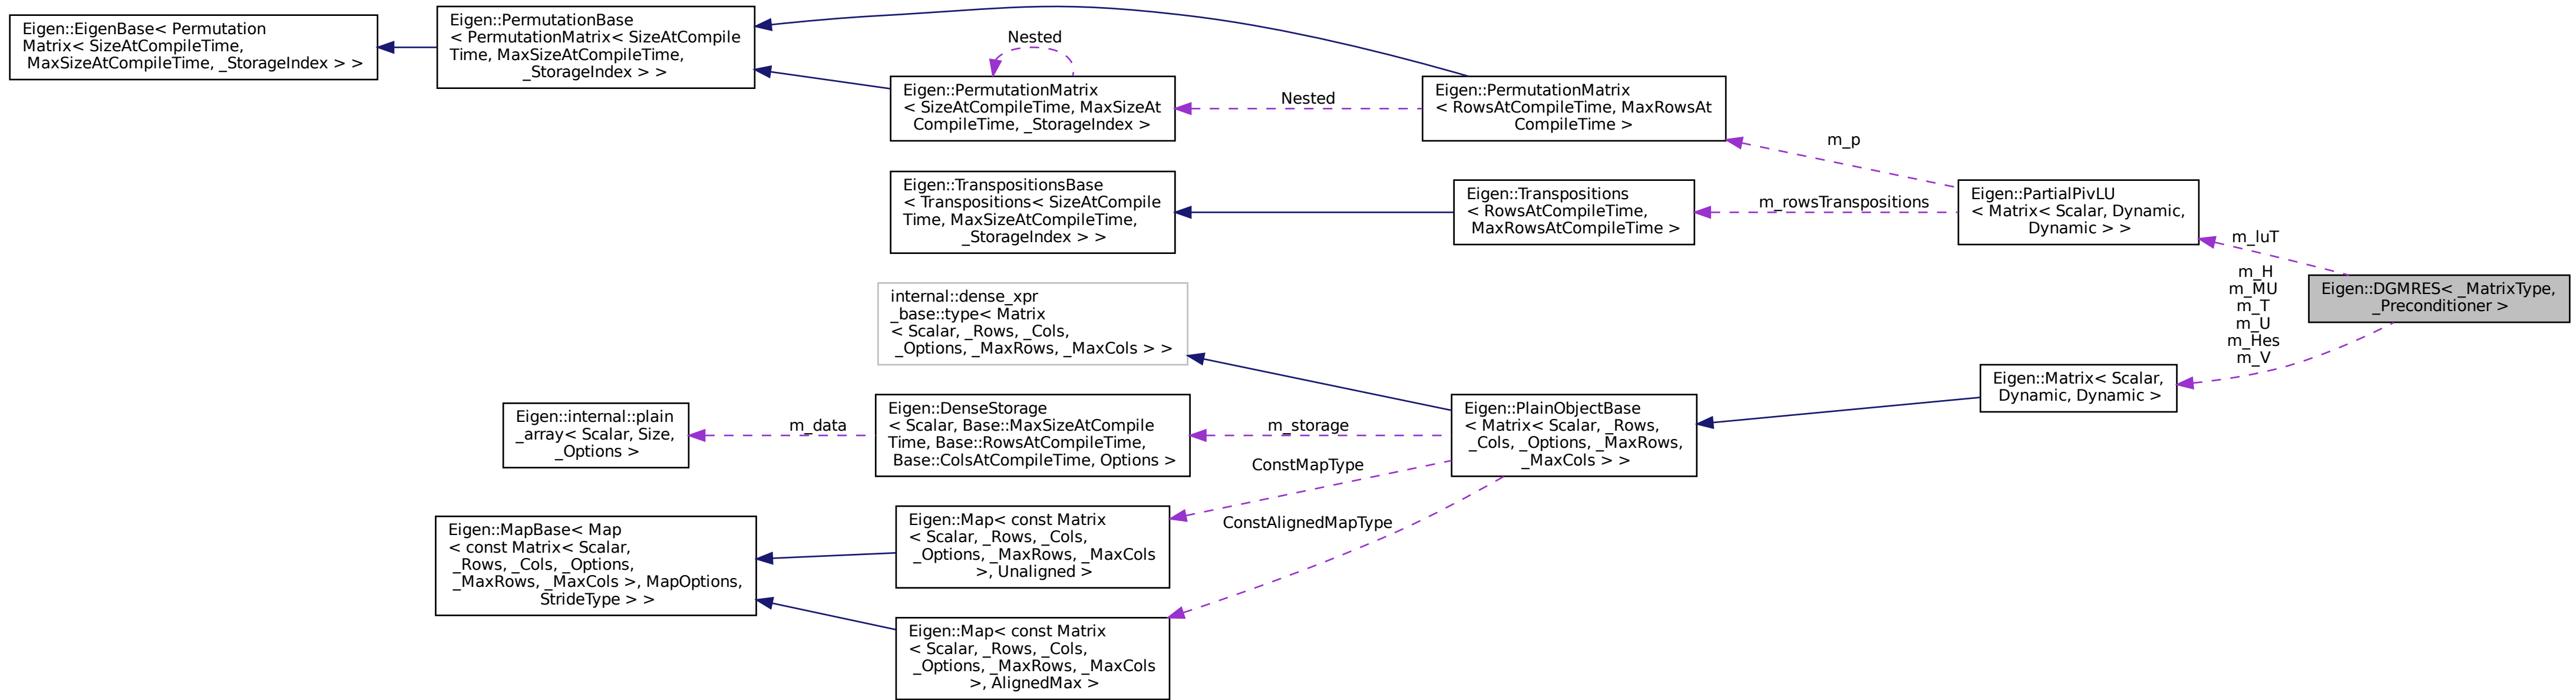 Eigen::EigenBase< Permutation
Matrix< SizeAtCompileTime,
MaxSizeAtCompileTime, _StorageIndex > >
Eigen::PermutationBase
< PermutationMatrix< SizeAtCompile
Time, MaxSizeAtCompileTime,
_StorageIndex > >
Nested
Eigen::PermutationMatrix
< SizeAtCompileTime, MaxSizeAt
CompileTime, _StorageIndex >
Nested
Eigen::PermutationMatrix
< RowsAtCompileTime, MaxRowsAt
CompileTime >
m_p
Eigen::TranspositionsBase
< Transpositions< SizeAtCompile
Time, MaxSizeAtCompileTime,
_StorageIndex > >
Eigen::Transpositions
< RowsAtCompileTime,
MaxRowsAtCompileTime >
m_rowsTranspositions
Eigen::PartialPivLU
< Matrix< Scalar, Dynamic,
Dynamic > >
m_luT
m_H
m_MU
m_T
m_U
m_Hes
m_V
Eigen::DGMRES< _MatrixType,
_Preconditioner >
internal::dense_xpr
_base::type< Matrix
< Scalar, _Rows, _Cols,
_Options, _MaxRows, _MaxCols > >
Eigen::Matrix< Scalar,
Dynamic, Dynamic >
Eigen::internal::plain
_array< Scalar, Size,
_Options >
m_data
Eigen::DenseStorage
< Scalar, Base::MaxSizeAtCompile
Time, Base::RowsAtCompileTime,
Base::ColsAtCompileTime, Options >
m_storage
Eigen::PlainObjectBase
< Matrix< Scalar, _Rows,
_Cols, _Options, _MaxRows,
_MaxCols > >
ConstMapType
ConstAlignedMapType
Eigen::MapBase< Map
< const Matrix< Scalar,
_Rows, _Cols, _Options,
_MaxRows, _MaxCols >, MapOptions,
StrideType > >
Eigen::Map< const Matrix
< Scalar, _Rows, _Cols,
_Options, _MaxRows, _MaxCols
>, Unaligned >
Eigen::Map< const Matrix
< Scalar, _Rows, _Cols,
_Options, _MaxRows, _MaxCols
>, AlignedMax >